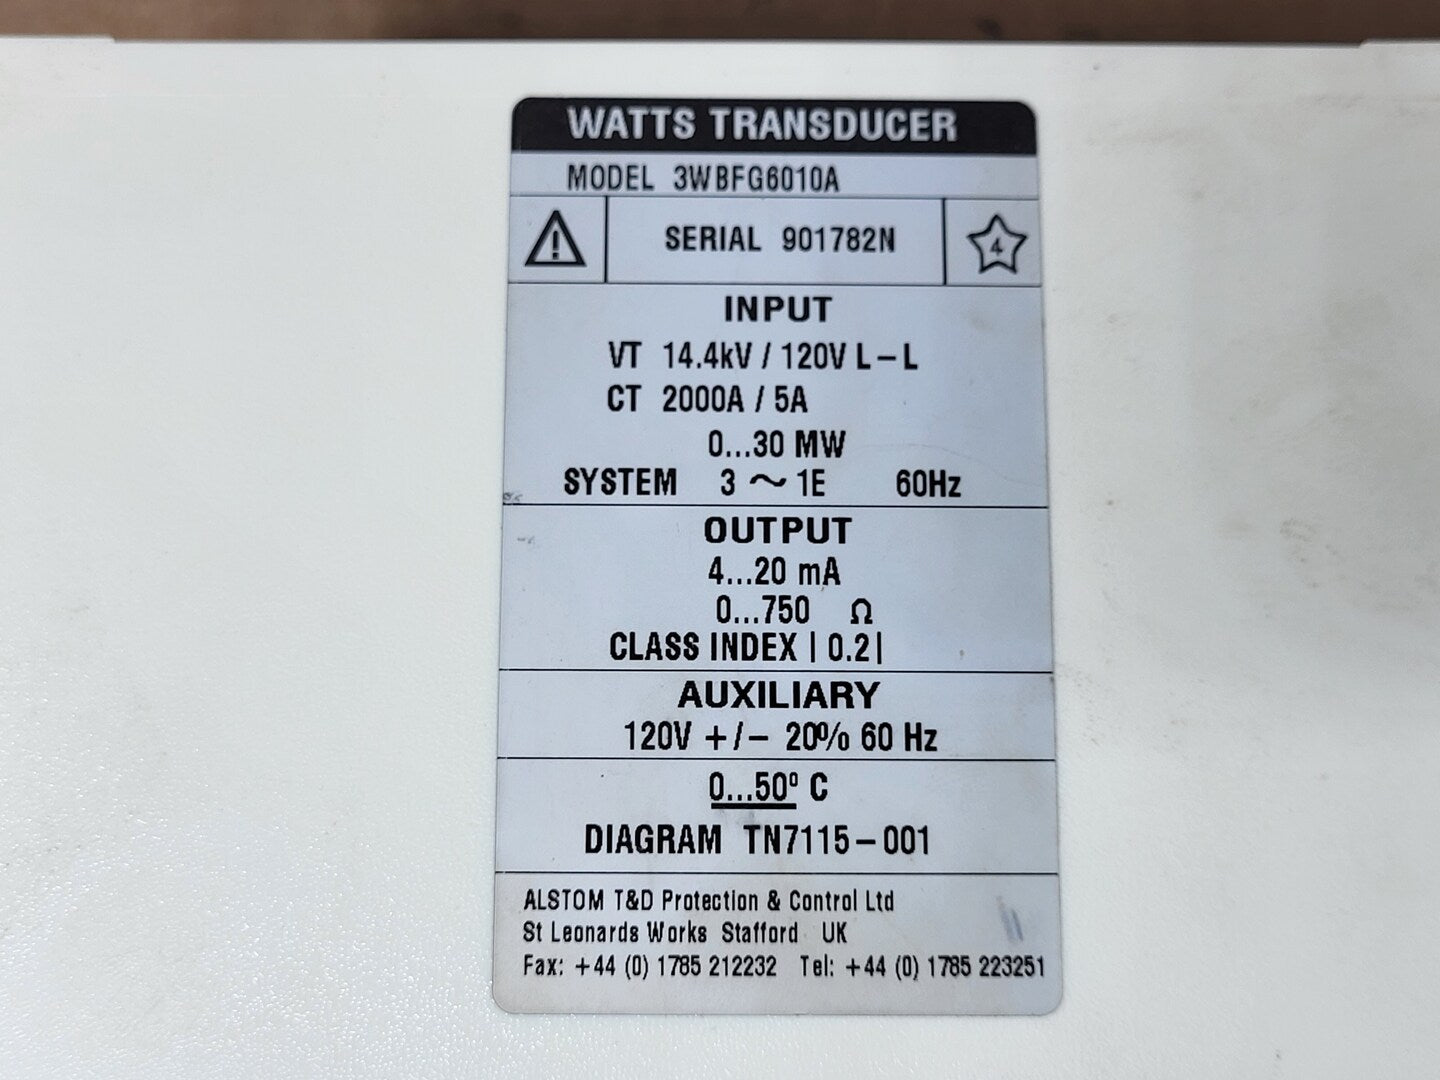 WATTS TRANSDUCER
MODEL 3WBFG6010A
SERIAL 901782N
4
INPUT
VT 14.4kV / 120V L-L
CT 2000A / 5A
0...30 MW
SYSTEM 3 ~ 1E 60Hz
OUTPUT
4...20 mA
0...750 Ω
CLASS INDEX | 0.2|
AUXILIARY
120V +/- 20% 60 Hz
0...50º C
DIAGRAM TN7115-001
ALSTOM T&D Protection & Control Ltd
St Leonards Works Stafford UK
Fax: +44 (0) 1785 212232 Tel: +44 (0) 1785 223251